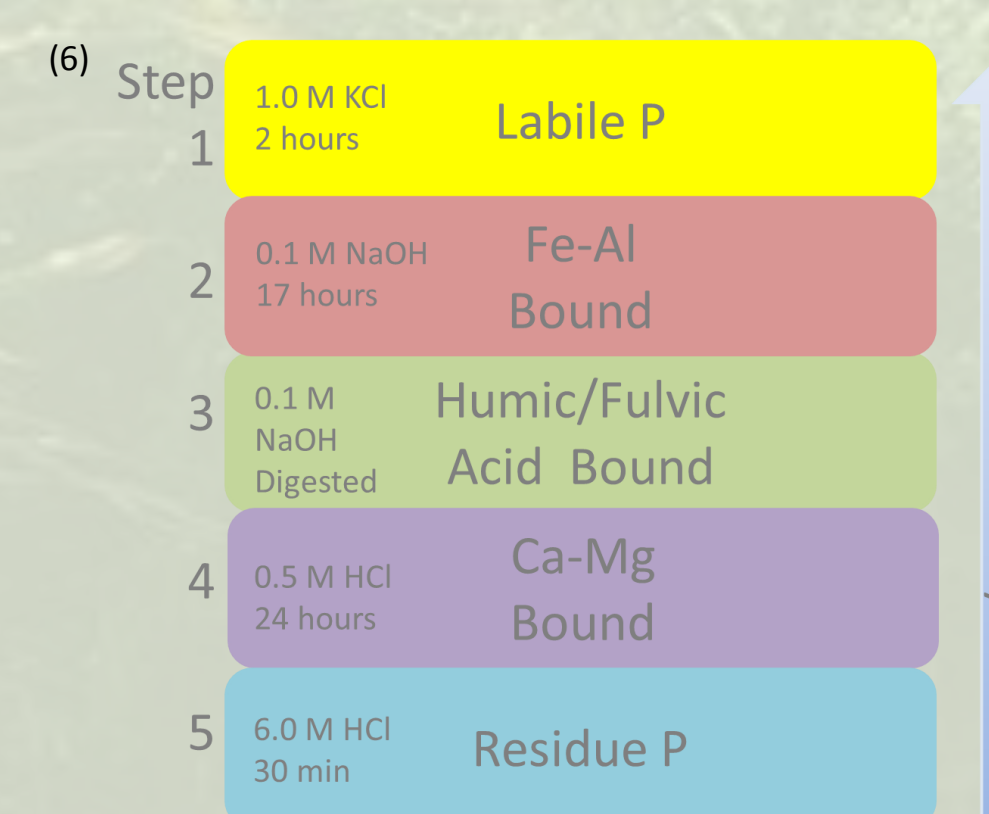 (6)
Step
1
1.0 M KCl
2 hours
Labile P
2
0.1 M NaOH
17 hours
Fe-Al
Bound
3
0.1 M
NaOH
Digested
Humic/Fulvic
Acid Bound
4
0.5 M HCl
24 hours
Ca-Mg
Bound
5
6.0 M HCl
30 min
Residue P